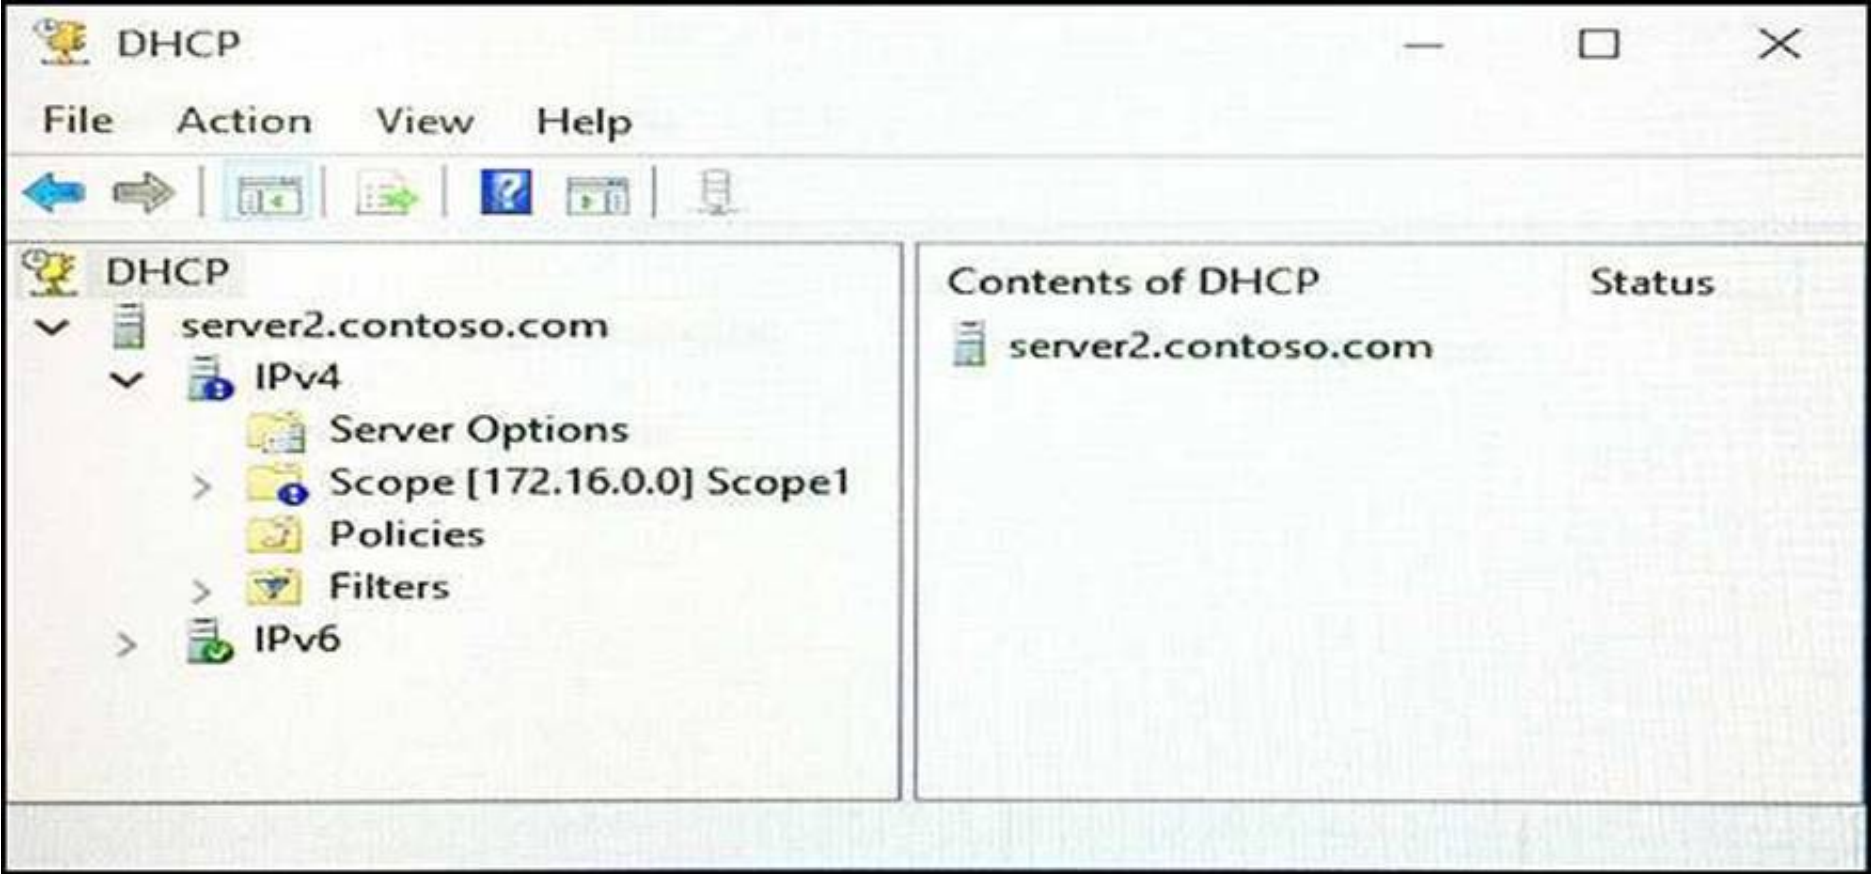 DHCP
File Action View Help
DHCP
server2.contoso.com
IPv4
Server Options
Scope [172.16.0.0] Scope1
Policies
Filters
IPv6
Contents of DHCP Status
server2.contoso.com